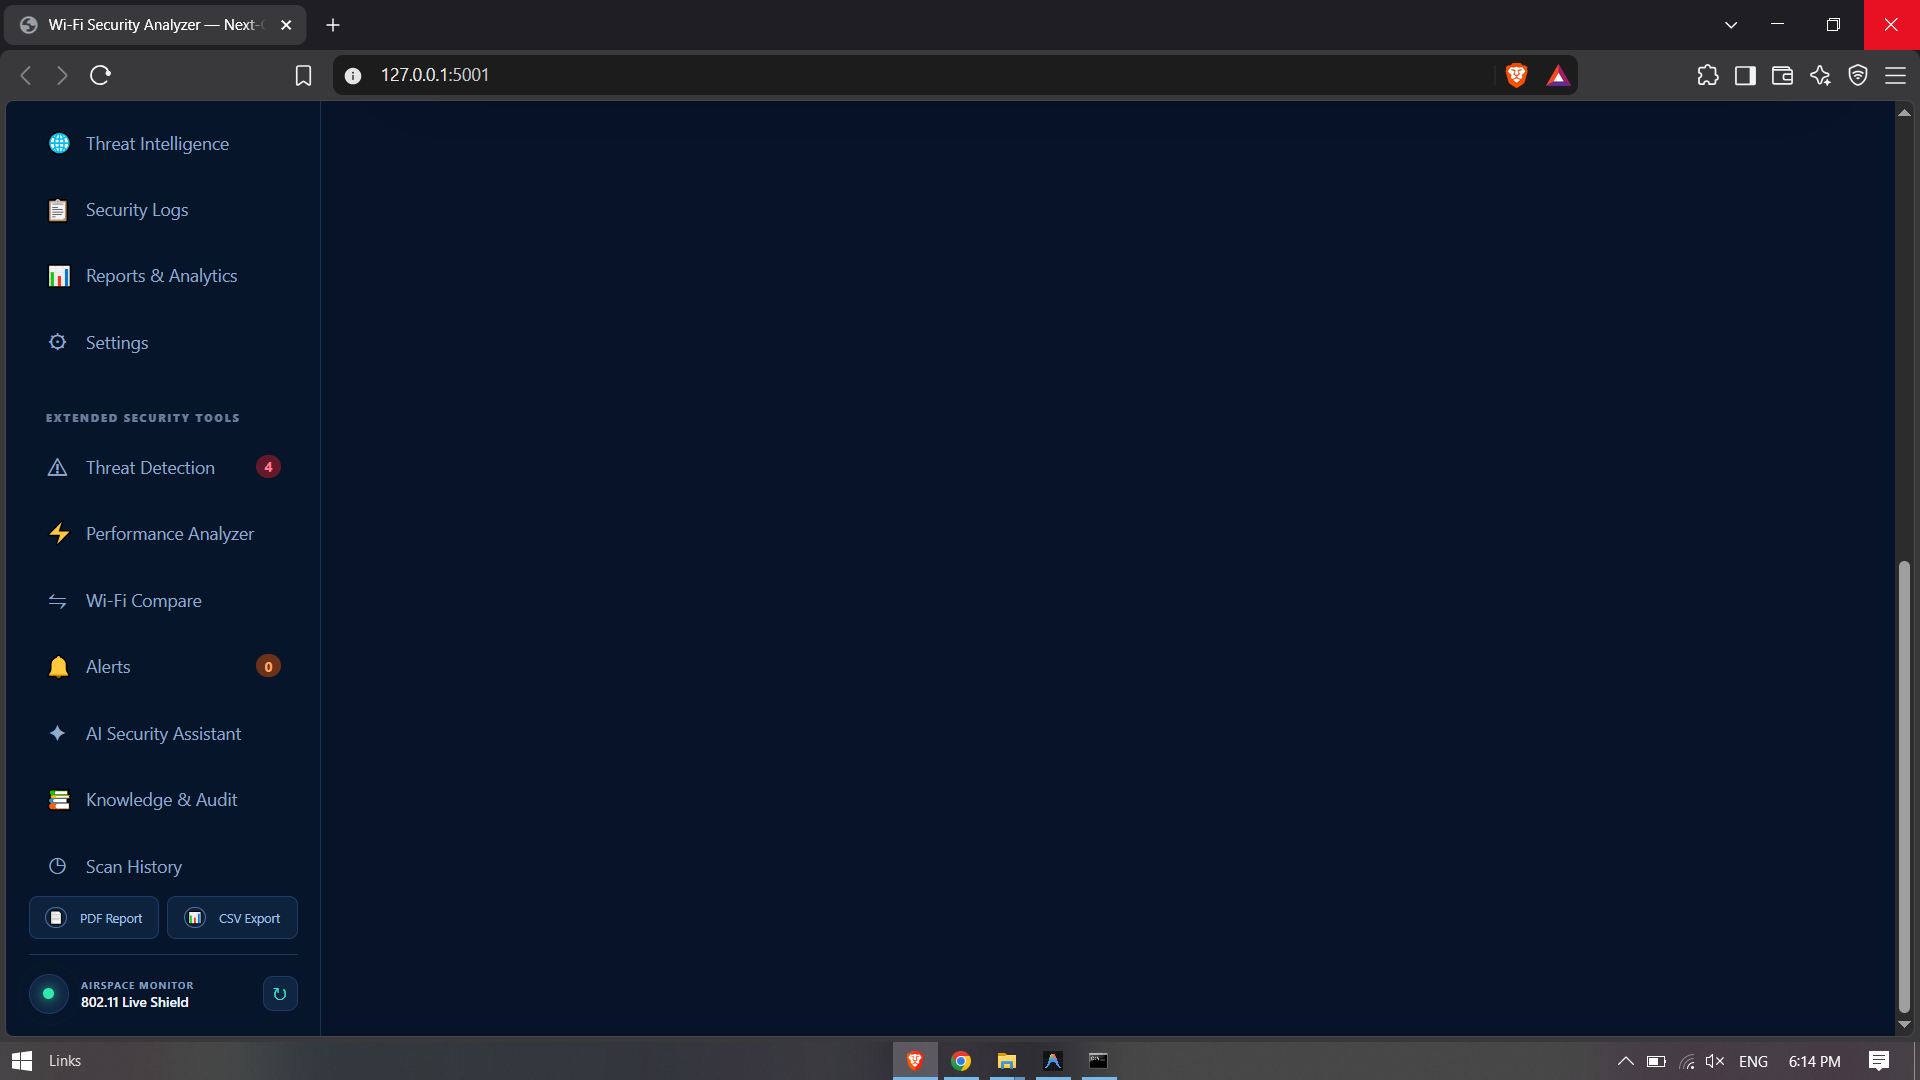 Wi-Fi Security Analyzer — Next-
127.0.0.1:5001
Threat Intelligence
Security Logs
Reports & Analytics
Settings
EXTENDED SECURITY TOOLS
Threat Detection 4
Performance Analyzer
Wi-Fi Compare
Alerts 0
AI Security Assistant
Knowledge & Audit
Scan History
PDF Report CSV Export
AIRSPACE MONITOR
802.11 Live Shield
Links ENG 6:14 PM